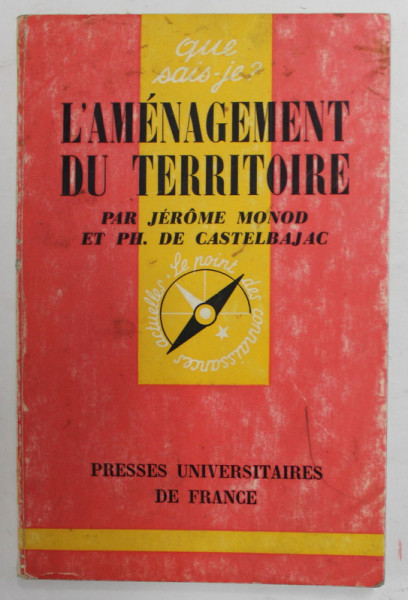 que
sais-je?
L'AMÉNAGEMENT
DU TERRITOIRE
PAR JÉRÔME MONOD
ET PH. DE CASTELBAJAC
Le point des connaissances actuelles.
PRESSES UNIVERSITAIRES
DE FRANCE